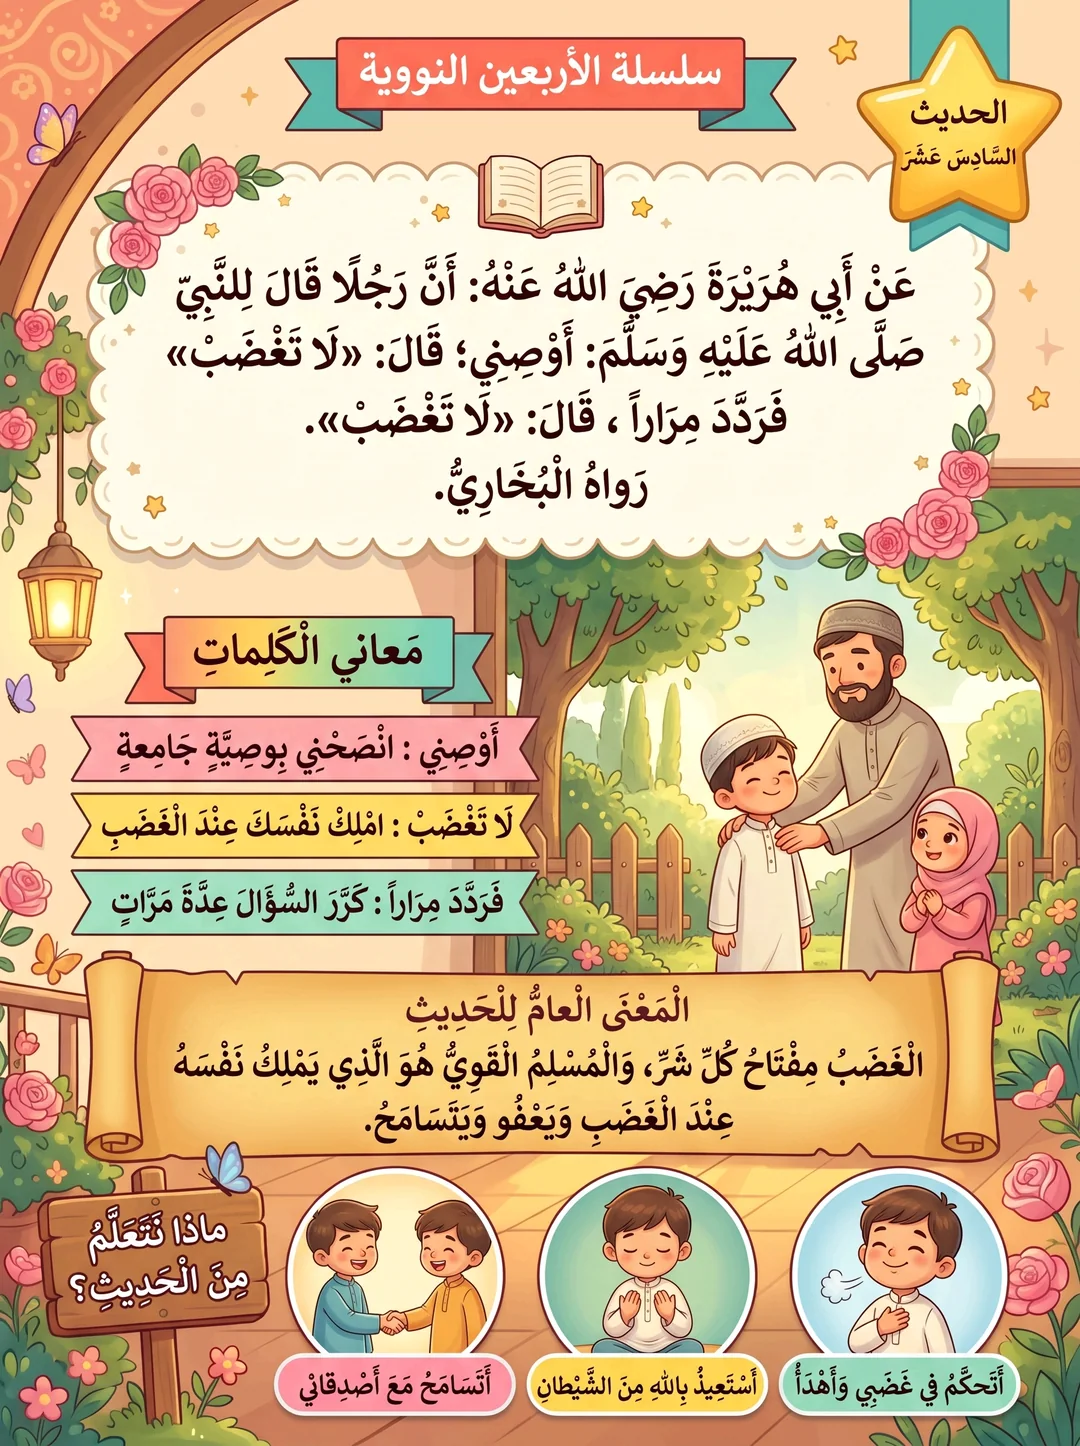 سلسلة الأربعين النووية
الحديث
السَّادِسَ عَشَرَ
عَنْ أَبِي هُرَيْرَةَ رَضِيَ اللهُ عَنْهُ: أَنَّ رَجُلًا قَالَ لِلنَّبِيِّ
صَلَّى اللهُ عَلَيْهِ وَسَلَّمَ: أَوْصِنِي؛ قَالَ: «لَا تَغْضَبْ»
فَرَدَّدَ مِرَاراً ، قَالَ: «لَا تَغْضَبْ».
رَواهُ الْبُخَارِيُّ.
مَعاني الْكَلِماتِ
أَوْصِنِي : انْصَحْنِي بِوصِيَّةٍ جَامِعةٍ
لَا تَغْضَبْ : امْلِكْ نَفْسَكَ عِنْدَ الْغَضَبِ
فَرَدَّدَ مِرَاراً : كَرَّرَ السُّؤَالَ عِدَّةَ مَرَّاتٍ
الْمَعْنَى الْعامُّ لِلْحَدِيثِ
الْغَضَبُ مِفْتَاحُ كُلِّ شَرِّ، وَالْمُسْلِمُ الْقَوِيُّ هُوَ الَّذِي يَمْلِكُ نَفْسَهُ
عِنْدَ الْغَضَبِ وَيَعْفُو وَيَتَسَامَحُ.
ماذا نَتَعَلَّمُ
مِنَ الْحَدِيثِ؟
أَتَحكَّمُ في غَضَبِي وَأَهْدَأُ
أَسْتَعِيذُ بِاللهِ مِنَ الشَّيْطانِ
أَتَسَامَحُ مَعَ أَصْدِقائيْ